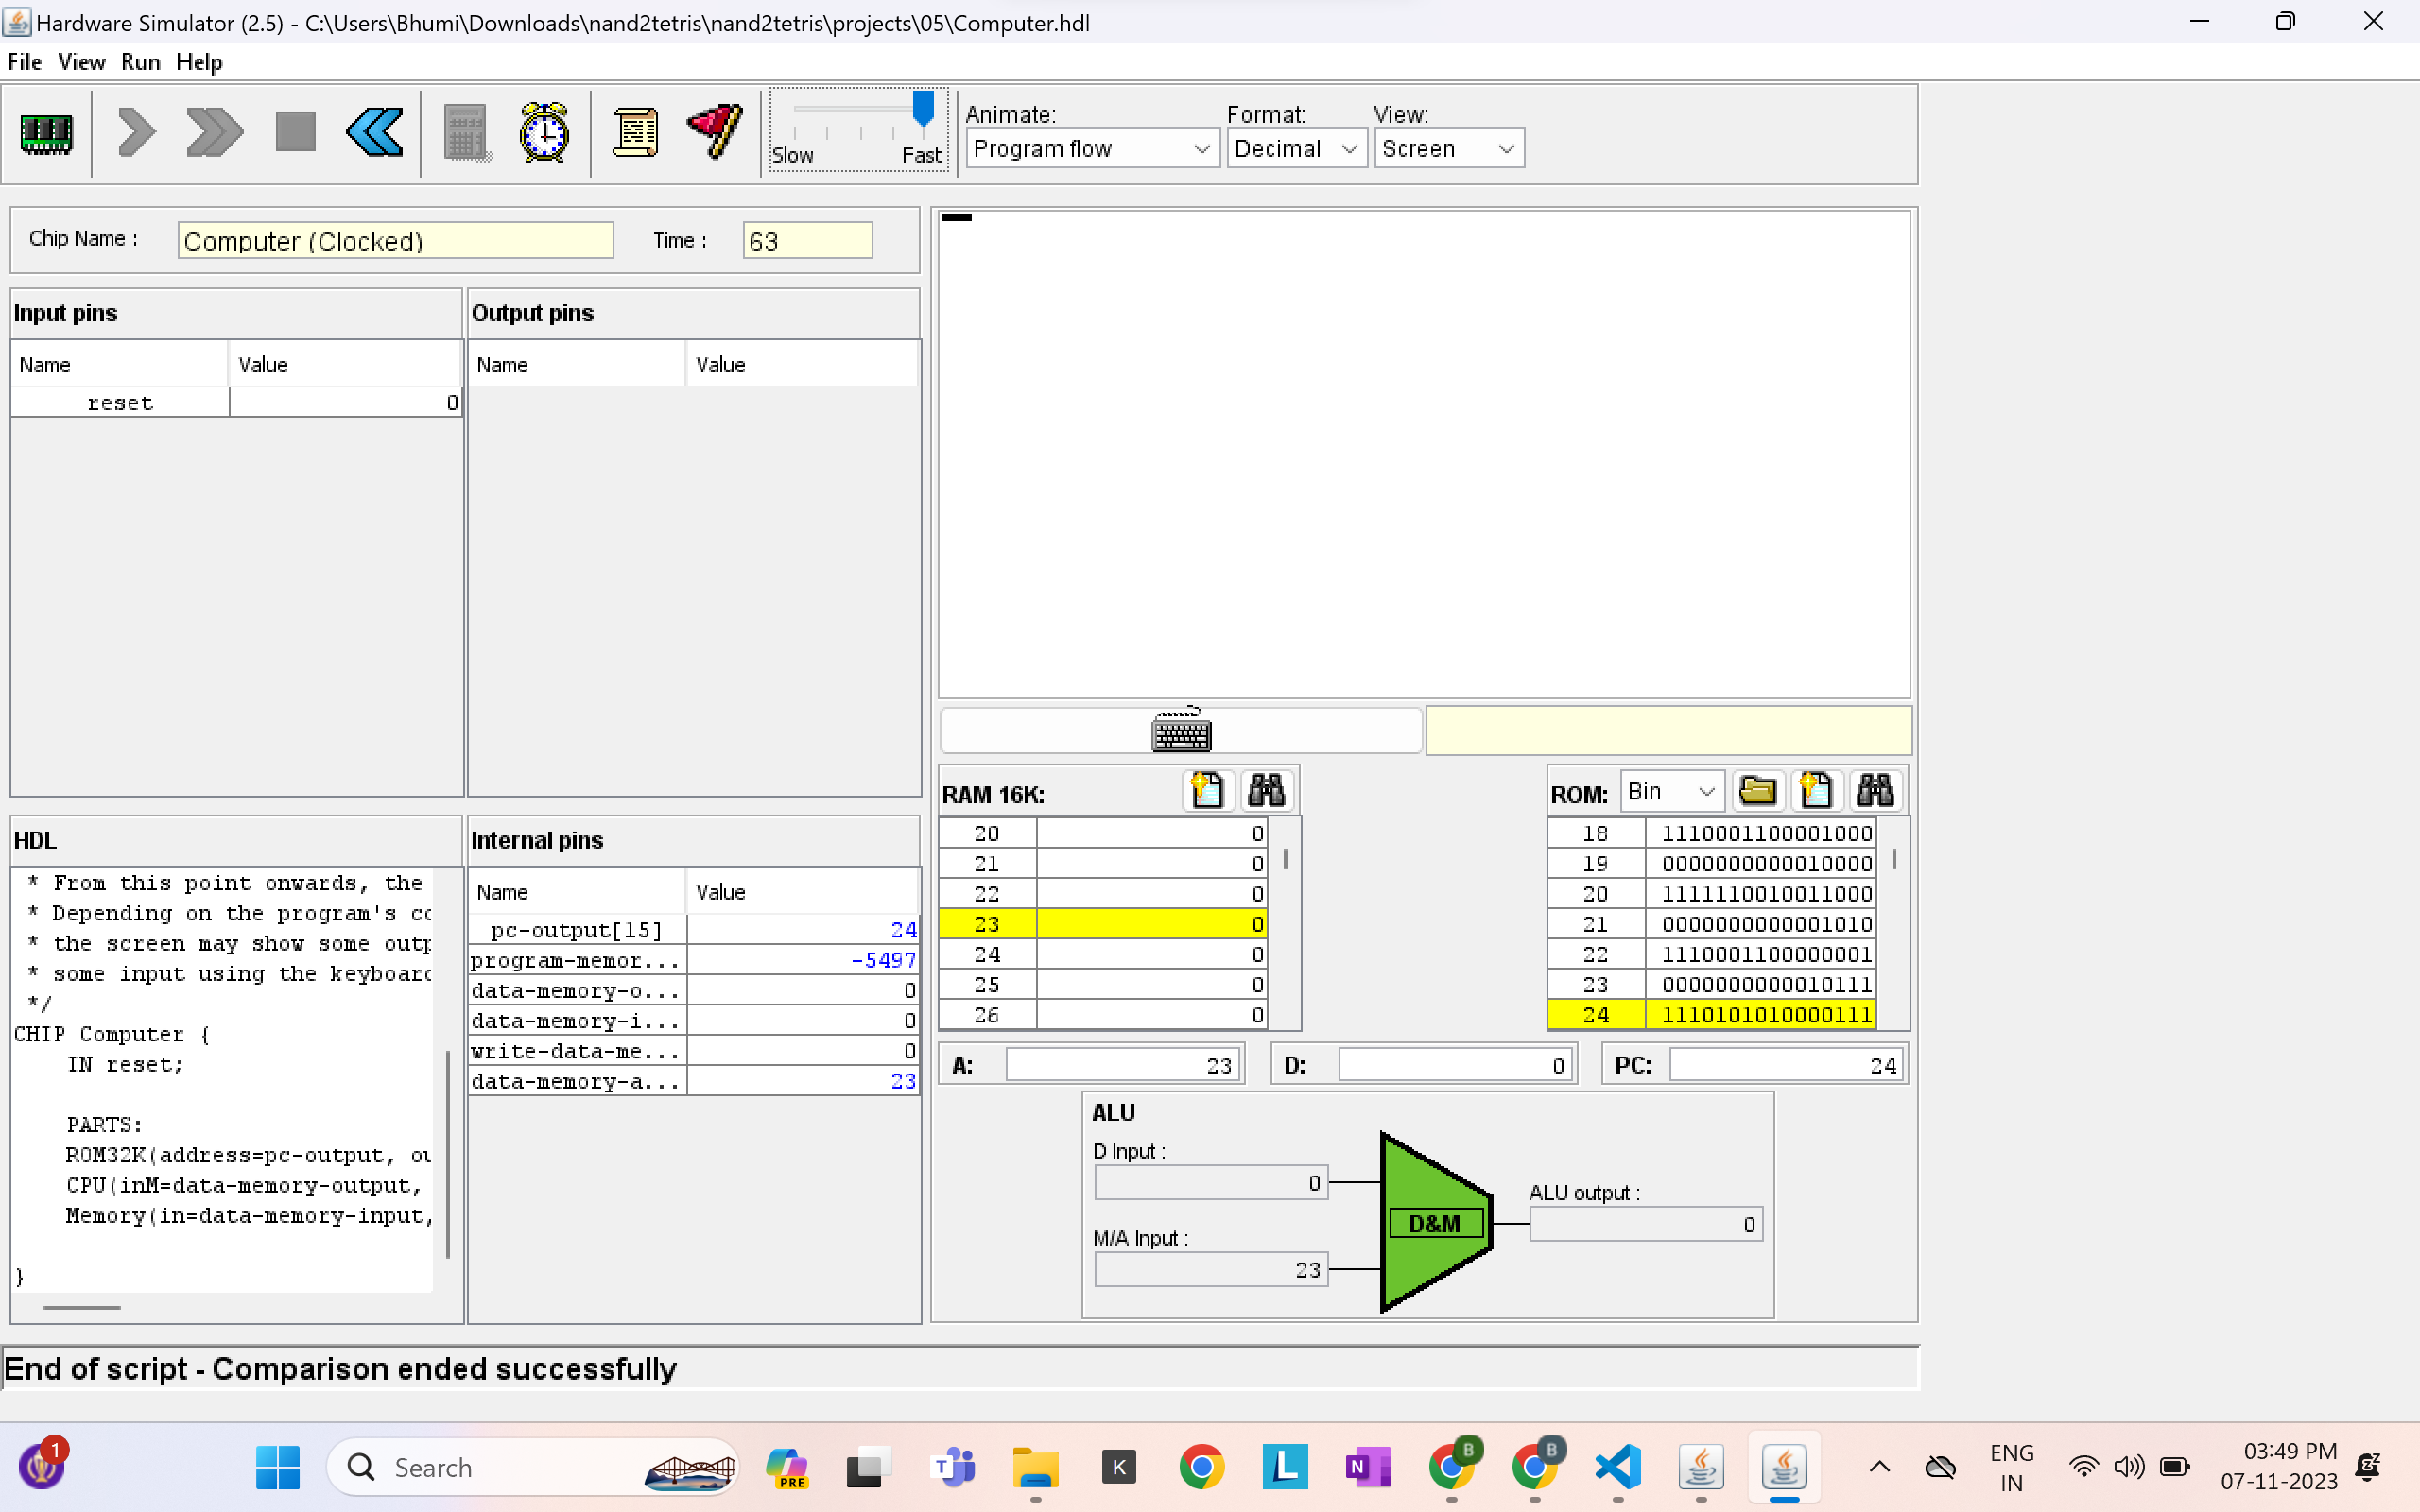 Hardware Simulator (2.5) - C:\Users\Bhumi\Downloads\nand2tetris\nand2tetris\projects\05\Computer.hdl
File View Run Help
Slow Fast
Animate: Format: View:
Program flow Decimal Screen
Chip Name : Computer (Clocked) Time : 63
Input pins
Name Value
reset 0
Output pins
Name Value
HDL
* From this point onwards, the
* Depending on the program's co
* the screen may show some outp
* some input using the keyboard
*/
CHIP Computer {
IN reset;
PARTS:
ROM32K(address=pc-output, ou
CPU(inM=data-memory-output,
Memory(in=data-memory-input,
}
Internal pins
Name Value
pc-output[15] 24
program-memor... -5497
data-memory-o... 0
data-memory-i... 0
write-data-me... 0
data-memory-a... 23
RAM 16K:
20 0
21 0
22 0
23 0
24 0
25 0
26 0
ROM: Bin
18 1110001100001000
19 0000000000010000
20 1111110010011000
21 0000000000001010
22 1110001100000001
23 0000000000010111
24 1110101010000111
A: 23 D: 0 PC: 24
ALU
D Input :
0
M/A Input :
23
D&M
ALU output :
0
End of script - Comparison ended successfully
1
Search
PRE
T
K
L
N
B
B
ENG
IN
03:49 PM
07-11-2023